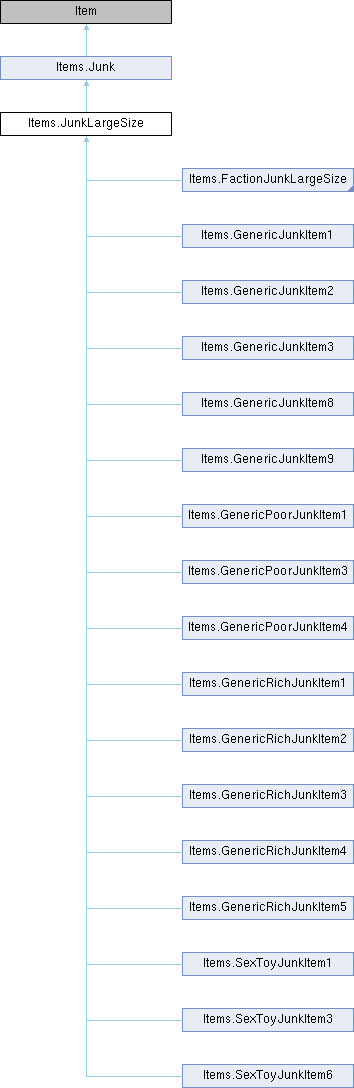 Item
Items.Junk
Items.JunkLargeSize
Items.FactionJunkLargeSize
Items.GenericJunkItem1
Items.GenericJunkItem2
Items.GenericJunkItem3
Items.GenericJunkItem8
Items.GenericJunkItem9
Items.GenericPoorJunkItem1
Items.GenericPoorJunkItem3
Items.GenericPoorJunkItem4
Items.GenericRichJunkItem1
Items.GenericRichJunkItem2
Items.GenericRichJunkItem3
Items.GenericRichJunkItem4
Items.GenericRichJunkItem5
Items.SexToyJunkItem1
Items.SexToyJunkItem3
Items.SexToyJunkItem6